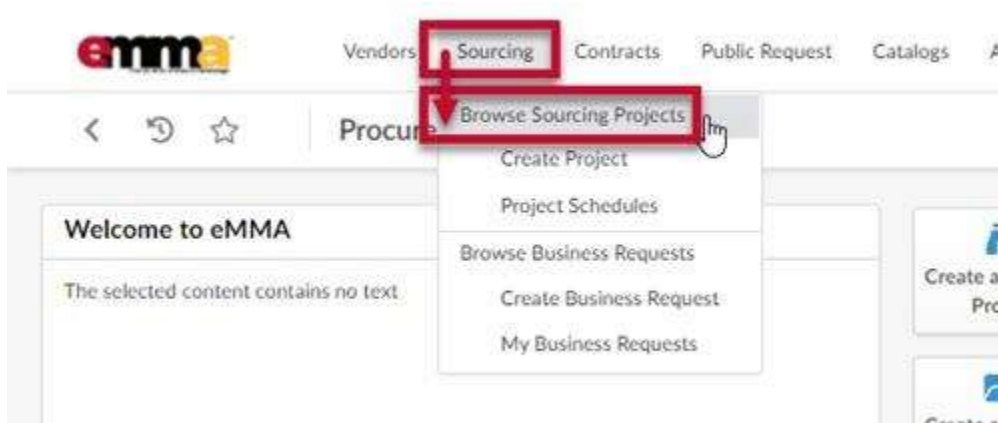 emma
Vendors Sourcing Contracts Public Request Catalogs A
Procure
Browse Sourcing Projects
Create Project
Project Schedules
Browse Business Requests
Create Business Request
My Business Requests
Welcome to eMMA
The selected content contains no text
Create a
Pro